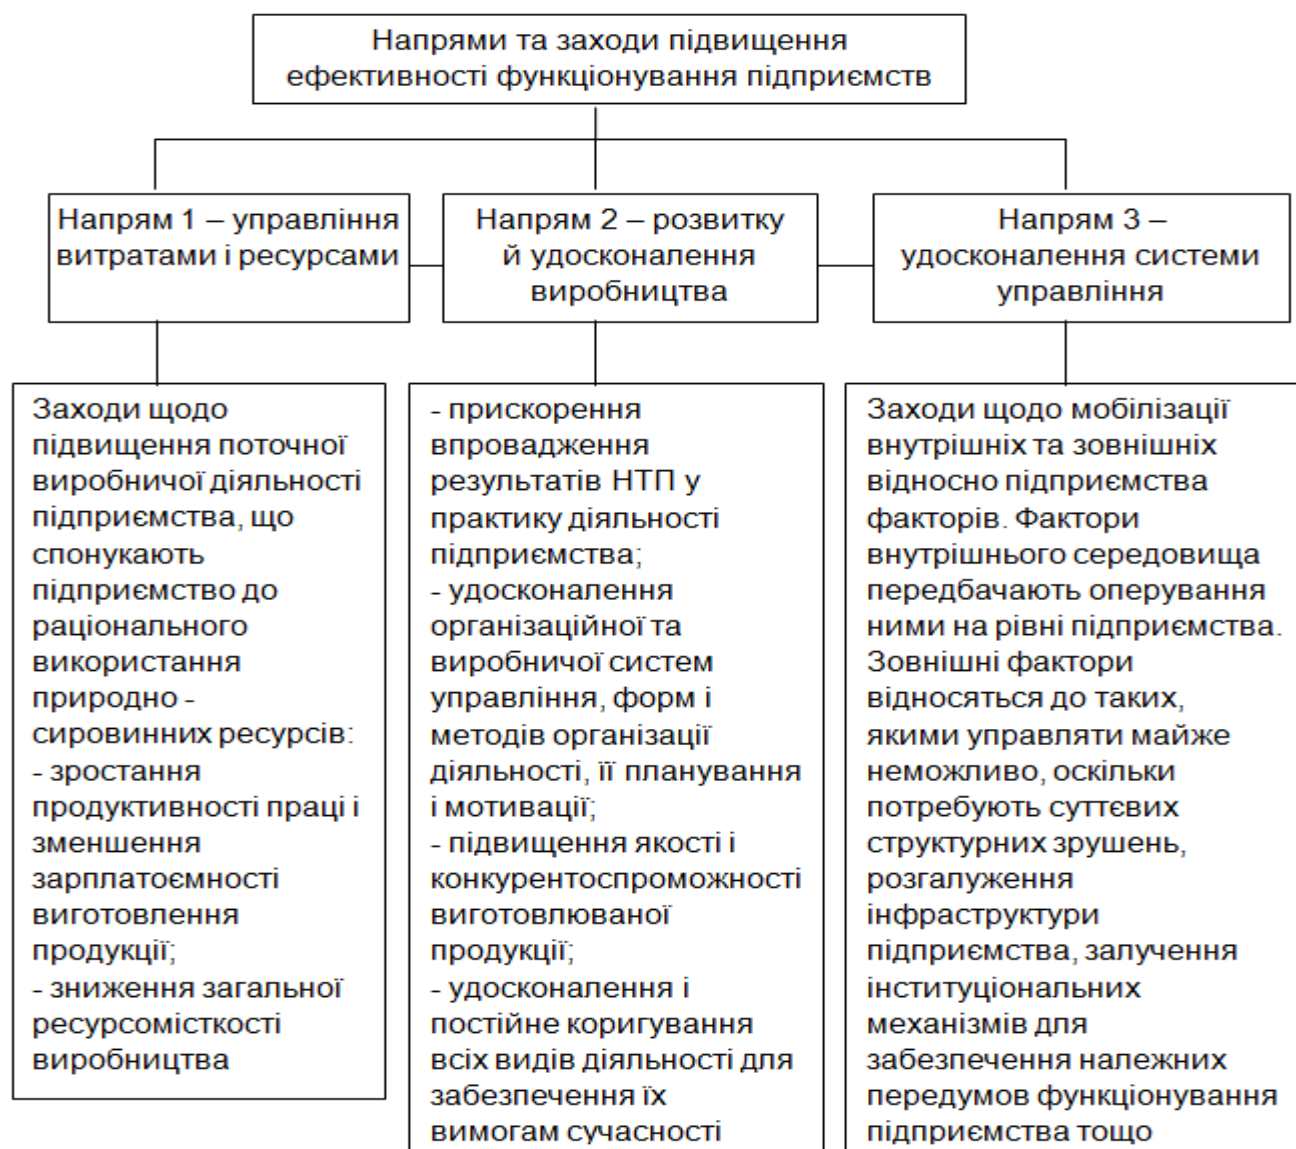 Напрями та заходи підвищення
ефективності функціонування підприємств
Напрям 1 – управління
витратами і ресурсами
Напрям 2 – розвитку
й удосконалення
виробництва
Напрям 3 –
удосконалення системи
управління
Заходи щодо
підвищення поточної
виробничої діяльності
підприємства, що
спонукають
підприємство до
раціонального
використання
природно -
сировинних ресурсів:
- зростання
продуктивності праці і
зменшення
зарплатоємності
виготовлення
продукції;
- зниження загальної
ресурсомісткості
виробництва
- прискорення
впровадження
результатів НТП у
практику діяльності
підприємства;
- удосконалення
організаційної та
виробничої систем
управління, форм і
методів організації
діяльності, її планування
і мотивації;
- підвищення якості і
конкурентоспроможності
виготовлюваної
продукції;
- удосконалення і
постійне коригування
всіх видів діяльності для
забезпечення їх
вимогам сучасності
Заходи щодо мобілізації
внутрішніх та зовнішніх
відносно підприємства
факторів. Фактори
внутрішнього середовища
передбачають оперування
ними на рівні підприємства.
Зовнішні фактори
відносяться до таких,
якими управляти майже
неможливо, оскільки
потребують суттєвих
структурних зрушень,
розгалуження
інфраструктури
підприємства, залучення
інституціональних
механізмів для
забезпечення належних
передумов функціонування
підприємства тощо